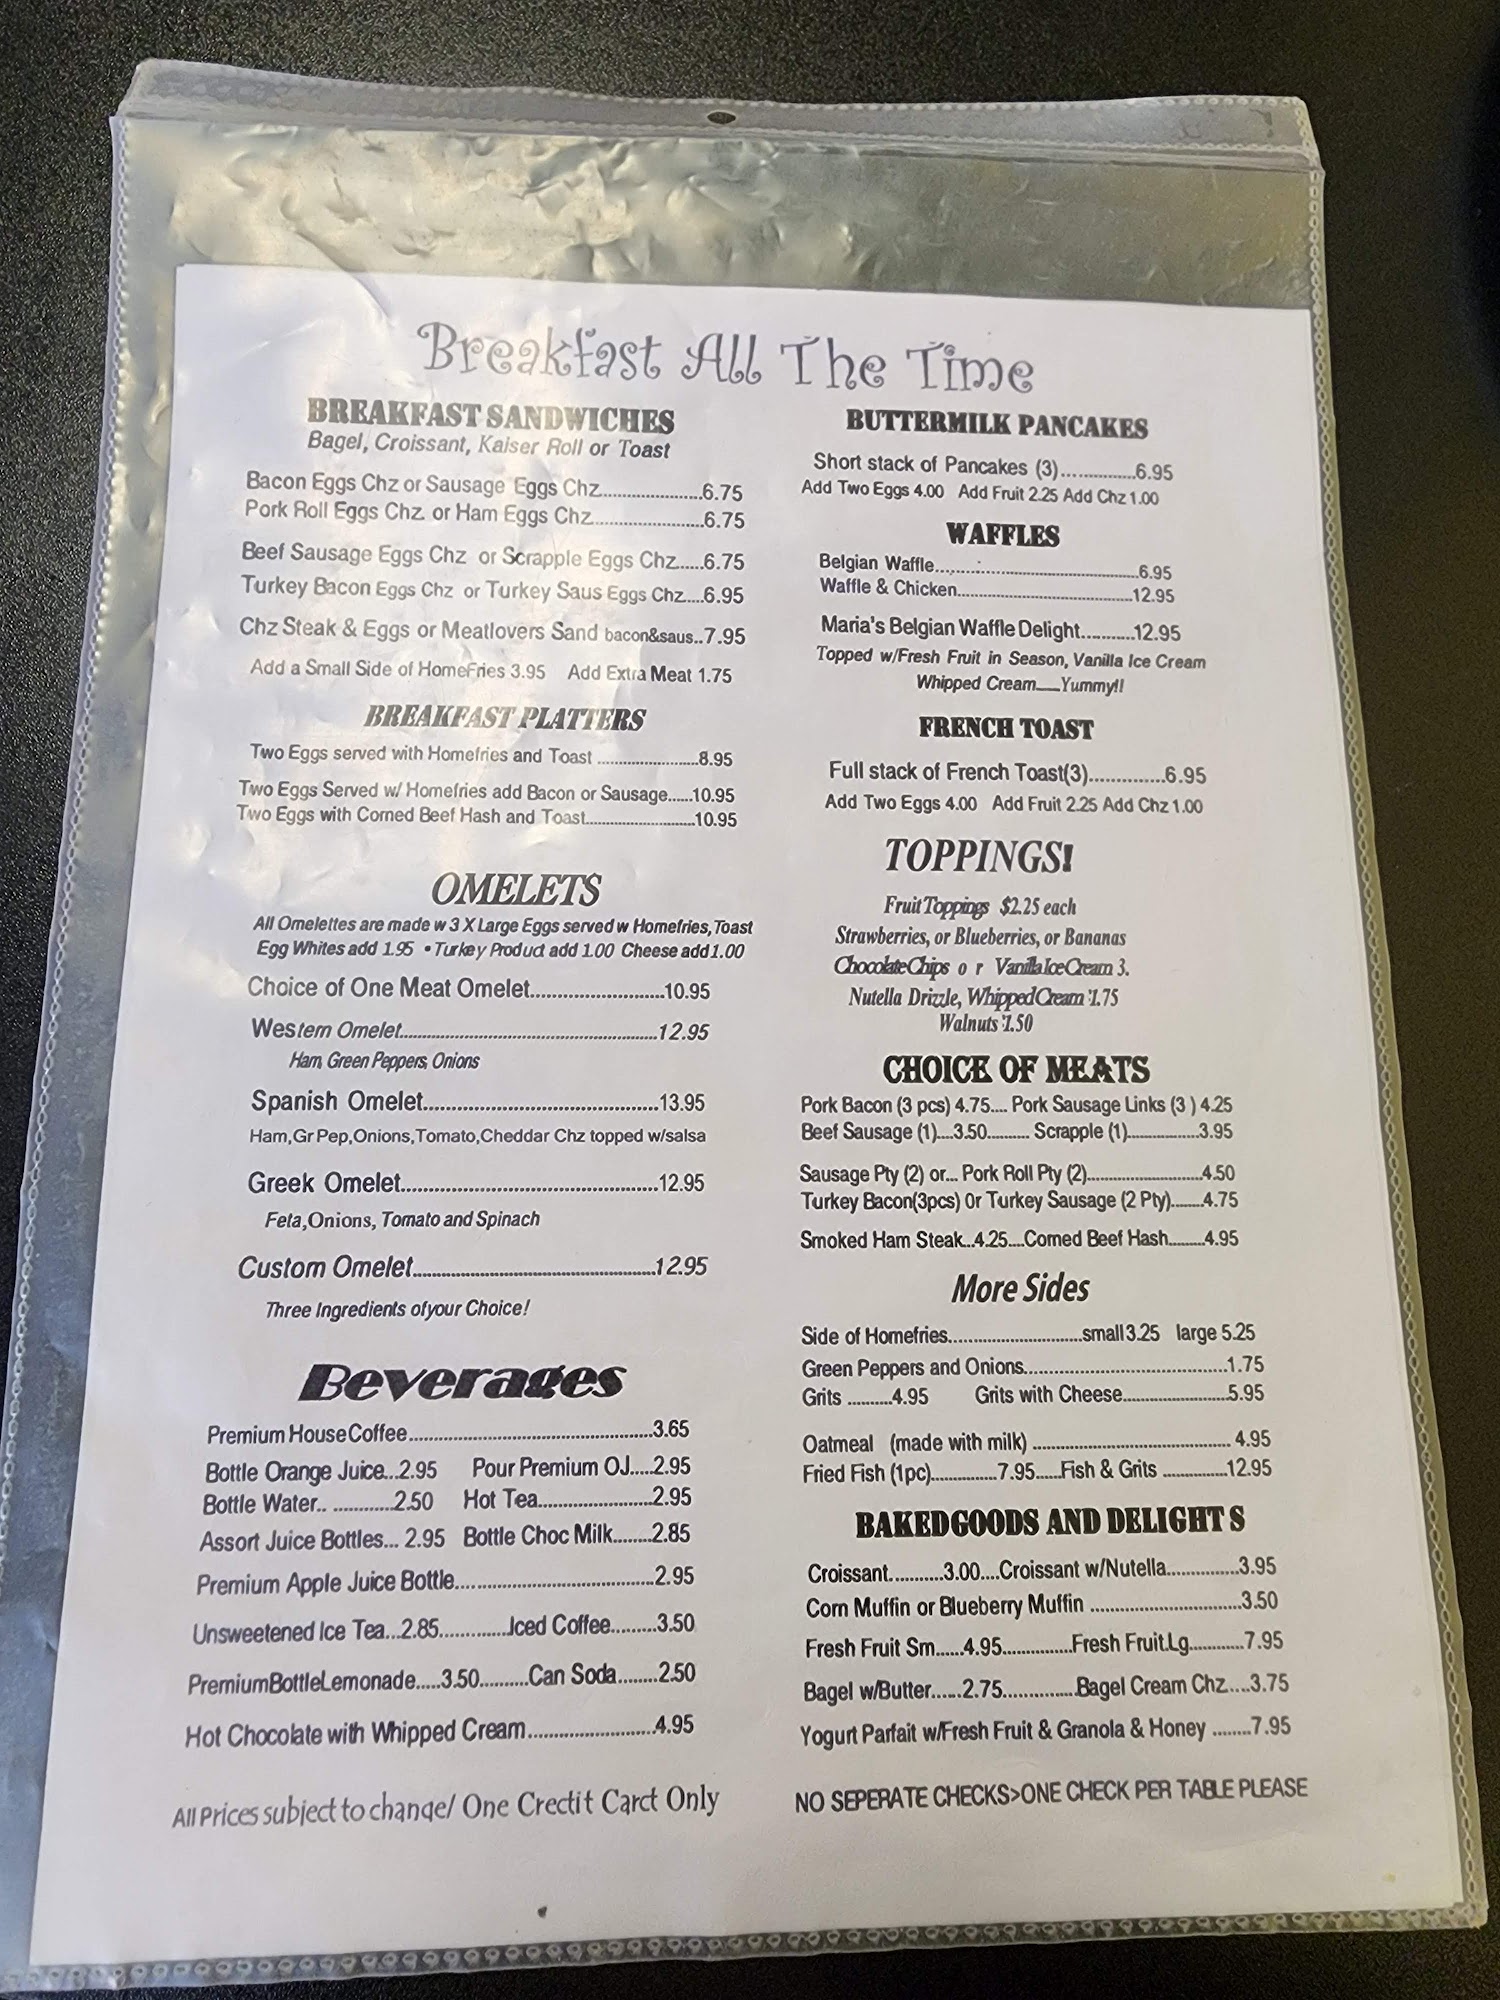 Breakfast All The Time
BREAKFAST SANDWICHES
Bagel, Croissant, Kaiser Roll or Toast
Bacon Eggs Chz or Sausage Eggs Chz......................6.75
Pork Roll Eggs Chz or Ham Eggs Chz........................6.75
Beef Sausage Eggs Chz or Scrapple Eggs Chz.....6.75
Turkey Bacon Eggs Chz or Turkey Saus Eggs Chz....6.95
Chz Steak & Eggs or Meatlovers Sand bacon&saus..7.95
Add a Small Side of HomeFries 3.95 Add Extra Meat 1.75
BREAKFAST PLATTERS
Two Eggs served with Homefries and Toast ........................8.95
Two Eggs Served w/ Homefries add Bacon or Sausage......10.95
Two Eggs with Corned Beef Hash and Toast..........................10.95
OMELETS
All Omelettes are made w 3 X Large Eggs served w Homefries, Toast
Egg Whites add 1.95 • Turkey Product add 1.00 Cheese add 1.00
Choice of One Meat Omelet.........................10.95
Western Omelet........................................................12.95
Ham, Green Peppers, Onions
Spanish Omelet............................................13.95
Ham,Gr Pep,Onions,Tomato,Cheddar Chz topped w/salsa
Greek Omelet................................................12.95
Feta,Onions, Tomato and Spinach
Custom Omelet....................................................12.95
Three Ingredients of your Choice!
Beverages
Premium House Coffee...............................................3.65
Bottle Orange Juice...2.95 Pour Premium OJ.....2.95
Bottle Water.. ............2.50 Hot Tea.......................2.95
Assort Juice Bottles... 2.95 Bottle Choc Milk........2.85
Premium Apple Juice Bottle.......................................2.95
Unsweetened Ice Tea...2.85.............Iced Coffee.........3.50
Premium Bottle Lemonade.....3.50..........Can Soda........2.50
Hot Chocolate with Whipped Cream.........................4.95
All Prices subject to change/ One Crectit Carct Only
BUTTERMILK PANCAKES
Short stack of Pancakes (3)..............6.95
Add Two Eggs 4.00 Add Fruit 2.25 Add Chz 1.00
WAFFLES
Belgian Waffle..............................................6.95
Waffle & Chicken..........................................12.95
Maria's Belgian Waffle Delight...........12.95
Topped w/Fresh Fruit in Season, Vanilla Ice Cream
Whipped Cream.......Yummy!!
FRENCH TOAST
Full stack of French Toast(3)..............6.95
Add Two Eggs 4.00 Add Fruit 2.25 Add Chz 1.00
TOPPINGS!
Fruit Toppings $2.25 each
Strawberries, or Blueberries, or Bananas
Chocolate Chips o r Vanilla Ice Cream 3.
Nutella Drizzle, Whipped Cream '1.75
Walnuts '1.50
CHOICE OF MEATS
Pork Bacon (3 pcs) 4.75.... Pork Sausage Links (3 ) 4.25
Beef Sausage (1)....3.50.......... Scrapple (1)..................3.95
Sausage Pty (2) or... Pork Roll Pty (2)............................4.50
Turkey Bacon(3pcs) 0r Turkey Sausage (2 Pty)........4.75
Smoked Ham Steak...4.25....Corned Beef Hash.........4.95
More Sides
Side of Homefries..............................small 3.25 large 5.25
Green Peppers and Onions.............................................1.75
Grits ..........4.95 Grits with Cheese.......................5.95
Oatmeal (made with milk) ............................................ 4.95
Fried Fish (1pc)..............7.95.....Fish & Grits ..............12.95
BAKED GOODS AND DELIGHT S
Croissant...........3.00....Croissant w/Nutella...............3.95
Corn Muffin or Blueberry Muffin ................................3.50
Fresh Fruit Sm......4.95...............Fresh Fruit.Lg............7.95
Bagel w/Butter......2.75...............Bagel Cream Chz....3.75
Yogurt Parfait w/Fresh Fruit & Granola & Honey ........7.95
NO SEPERATE CHECKS>ONE CHECK PER TABLE PLEASE